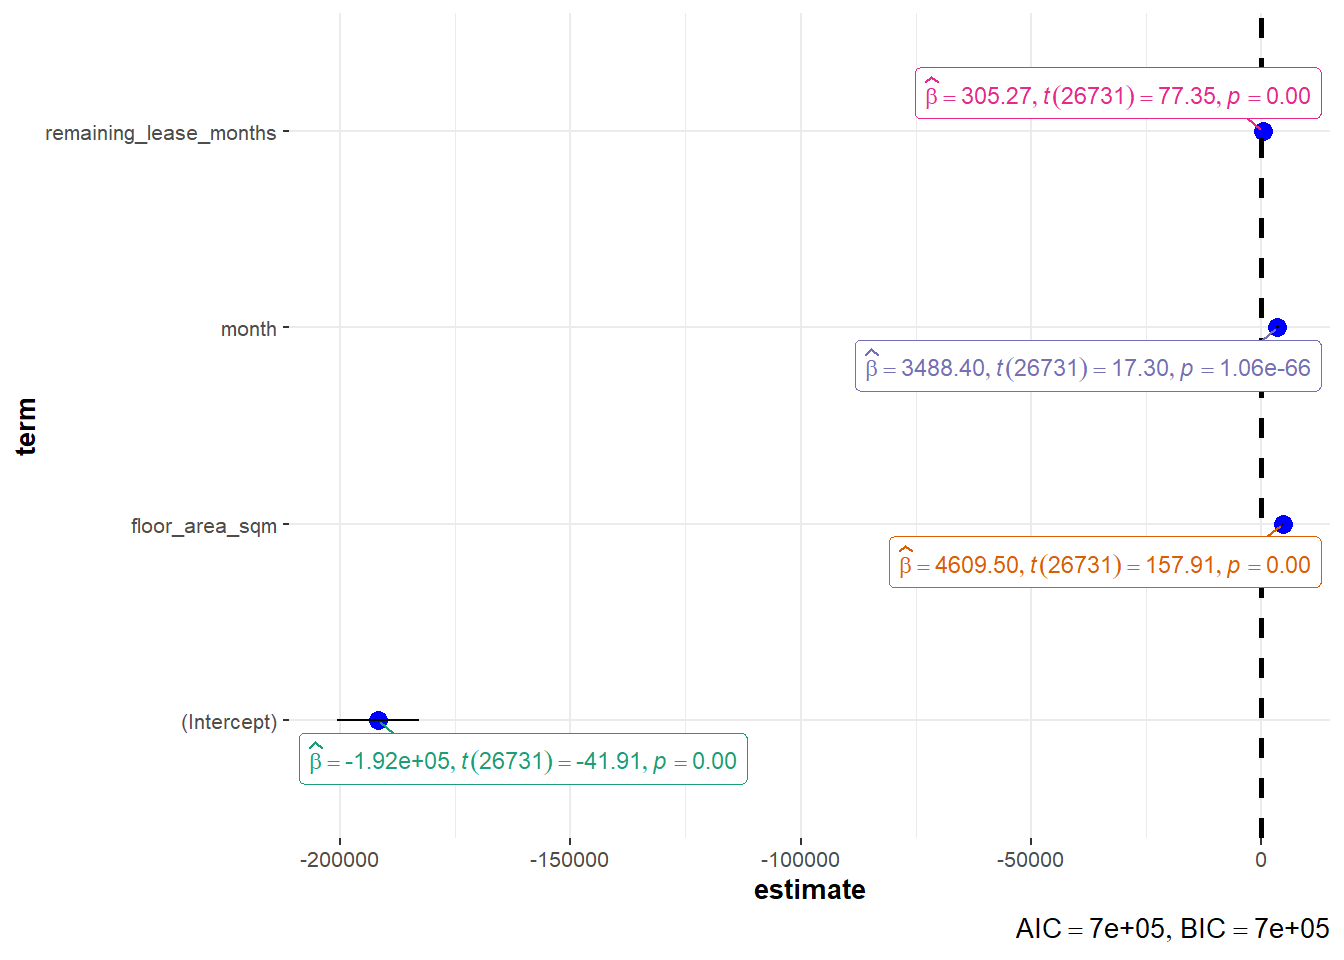 remaining_lease_months
β̂ = 305.27, t(26731) = 77.35, p = 0.00
month
β̂ = 3488.40, t(26731) = 17.30, p = 1.06e-66
term
floor_area_sqm
β̂ = 4609.50, t(26731) = 157.91, p = 0.00
(Intercept)
β̂ = -1.92e+05, t(26731) = -41.91, p = 0.00
-200000 -150000 -100000 -50000 0
estimate
AIC = 7e+05, BIC = 7e+05